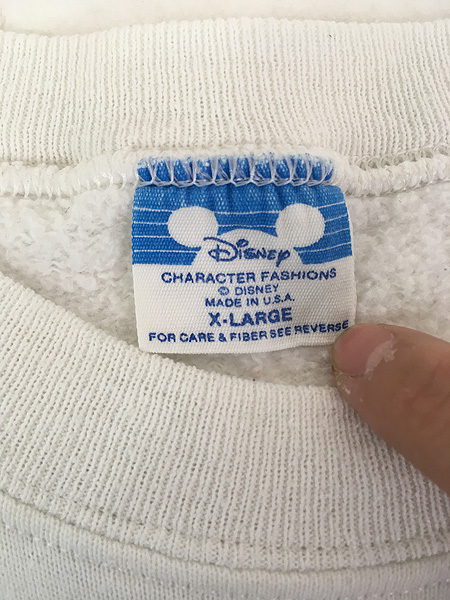 Disney
CHARACTER FASHIONS
© DISNEY
MADE IN U.S.A.
X-LARGE
FOR CARE & FIBER SEE REVERSE